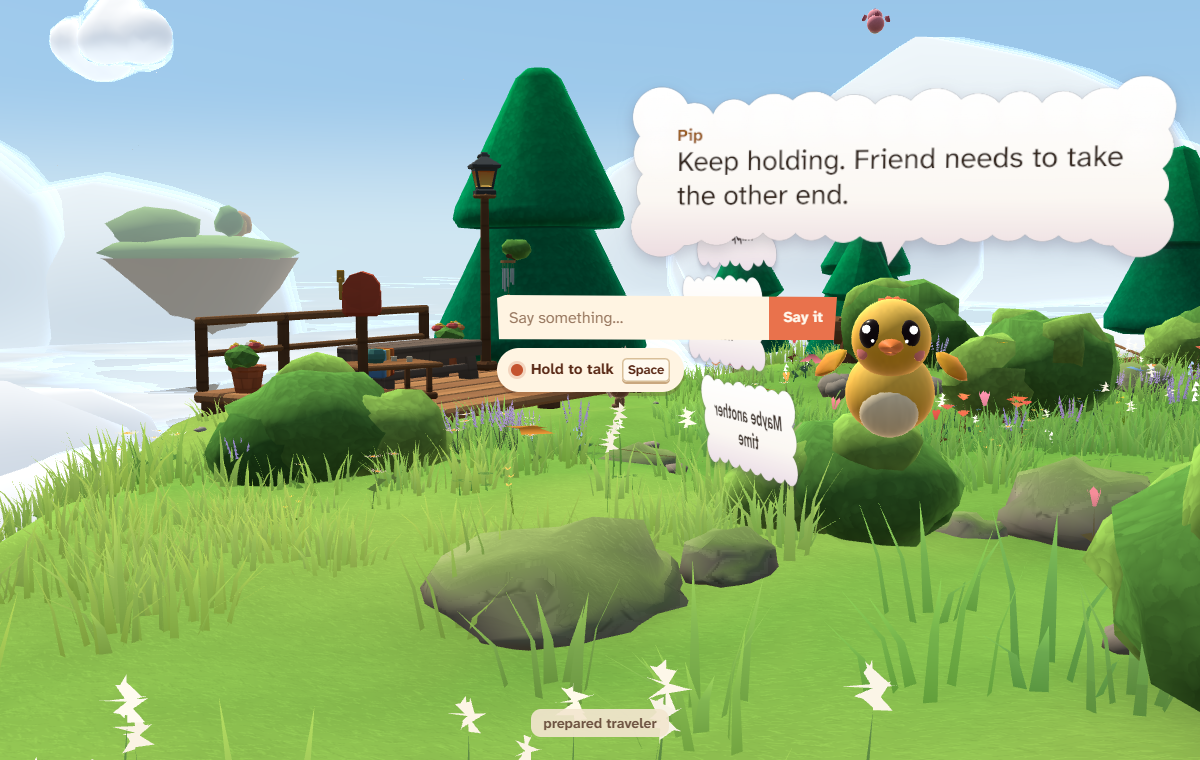 Pip
Keep holding. Friend needs to take
the other end.
Say something...
Say it
Hold to talk
Space
Maybe another
time
prepared traveler